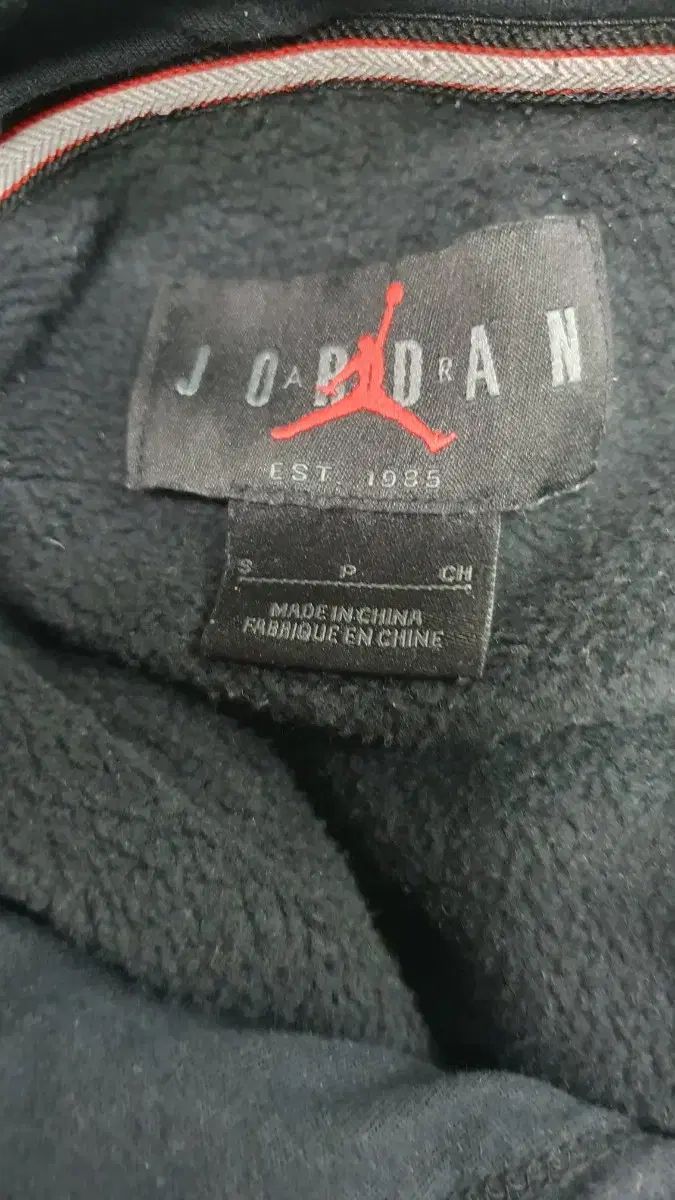 JORDAN
AIR
EST. 1985
S P CH
MADE IN CHINA
FABRIQUE EN CHINE